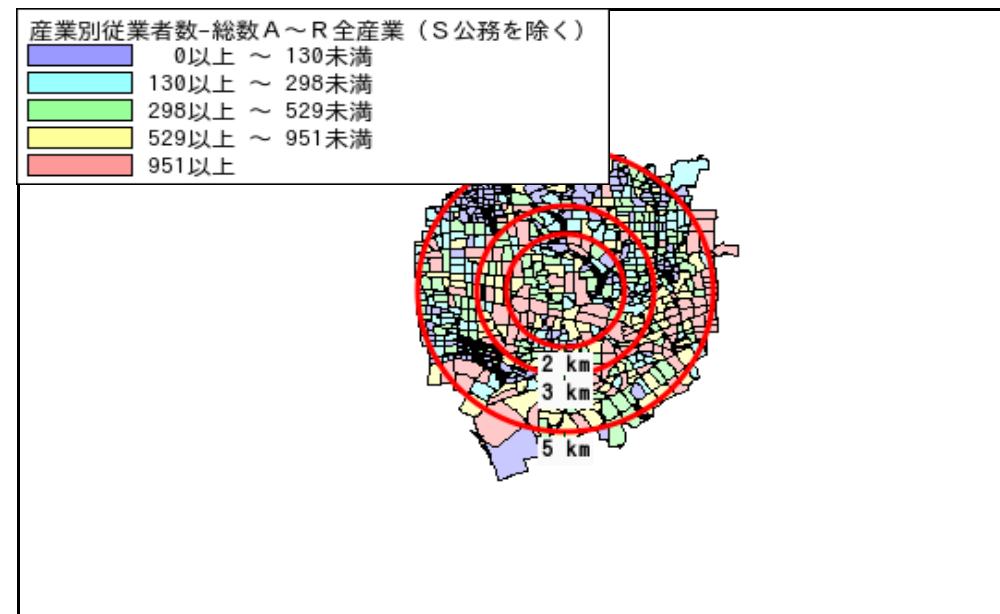 産業別従業者数-総数A～R全産業（S公務を除く）
0以上 ～ 130未満
130以上 ～ 298未満
298以上 ～ 529未満
529以上 ～ 951未満
951以上
2 km
3 km
5 km